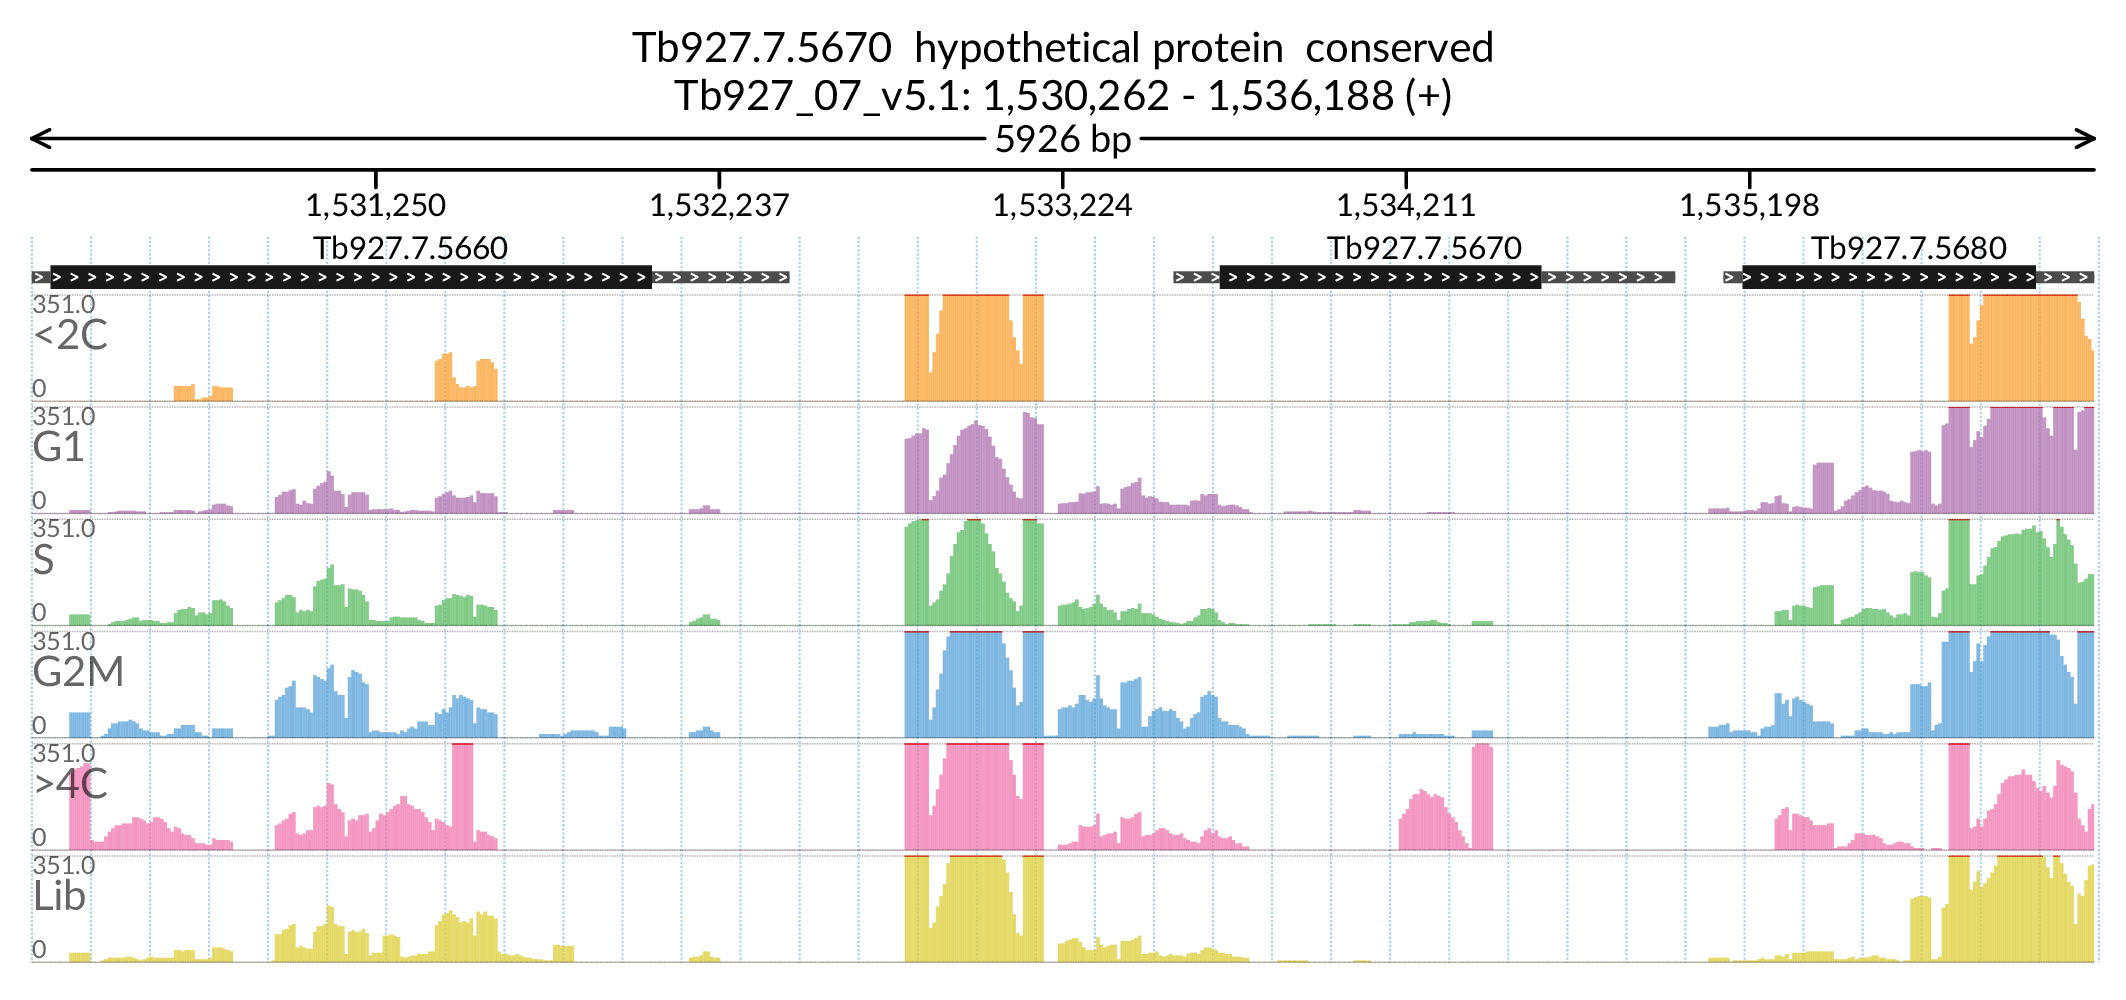 Tb927.7.5670 hypothetical protein conserved
Tb927_07_v5.1: 1,530,262 - 1,536,188 (+)
5926 bp
1,531,250 1,532,237 1,533,224 1,534,211 1,535,198
Tb927.7.5660 Tb927.7.5670 Tb927.7.5680
351.0
<2C
0
351.0
G1
0
351.0
S
0
351.0
G2M
0
351.0
>4C
0
351.0
Lib
0